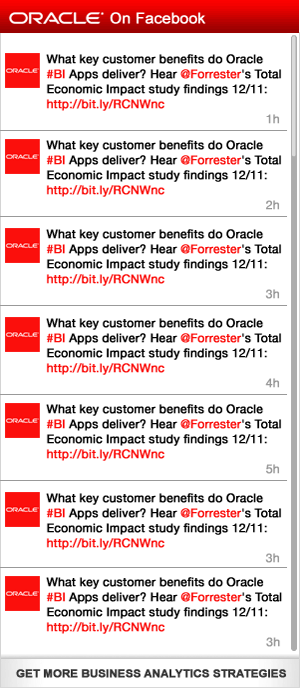 ORACLE On Facebook
ORACLE
What key customer benefits do Oracle
#BI Apps deliver? Hear @Forrester's Total
Economic Impact study findings 12/11:
http://bit.ly/RCNWnc
1h
ORACLE
What key customer benefits do Oracle
#BI Apps deliver? Hear @Forrester's Total
Economic Impact study findings 12/11:
http://bit.ly/RCNWnc
2h
ORACLE
What key customer benefits do Oracle
#BI Apps deliver? Hear @Forrester's Total
Economic Impact study findings 12/11:
http://bit.ly/RCNWnc
3h
ORACLE
What key customer benefits do Oracle
#BI Apps deliver? Hear @Forrester's Total
Economic Impact study findings 12/11:
http://bit.ly/RCNWnc
4h
ORACLE
What key customer benefits do Oracle
#BI Apps deliver? Hear @Forrester's Total
Economic Impact study findings 12/11:
http://bit.ly/RCNWnc
5h
ORACLE
What key customer benefits do Oracle
#BI Apps deliver? Hear @Forrester's Total
Economic Impact study findings 12/11:
http://bit.ly/RCNWnc
3h
ORACLE
What key customer benefits do Oracle
#BI Apps deliver? Hear @Forrester's Total
Economic Impact study findings 12/11:
http://bit.ly/RCNWnc
3h
GET MORE BUSINESS ANALYTICS STRATEGIES